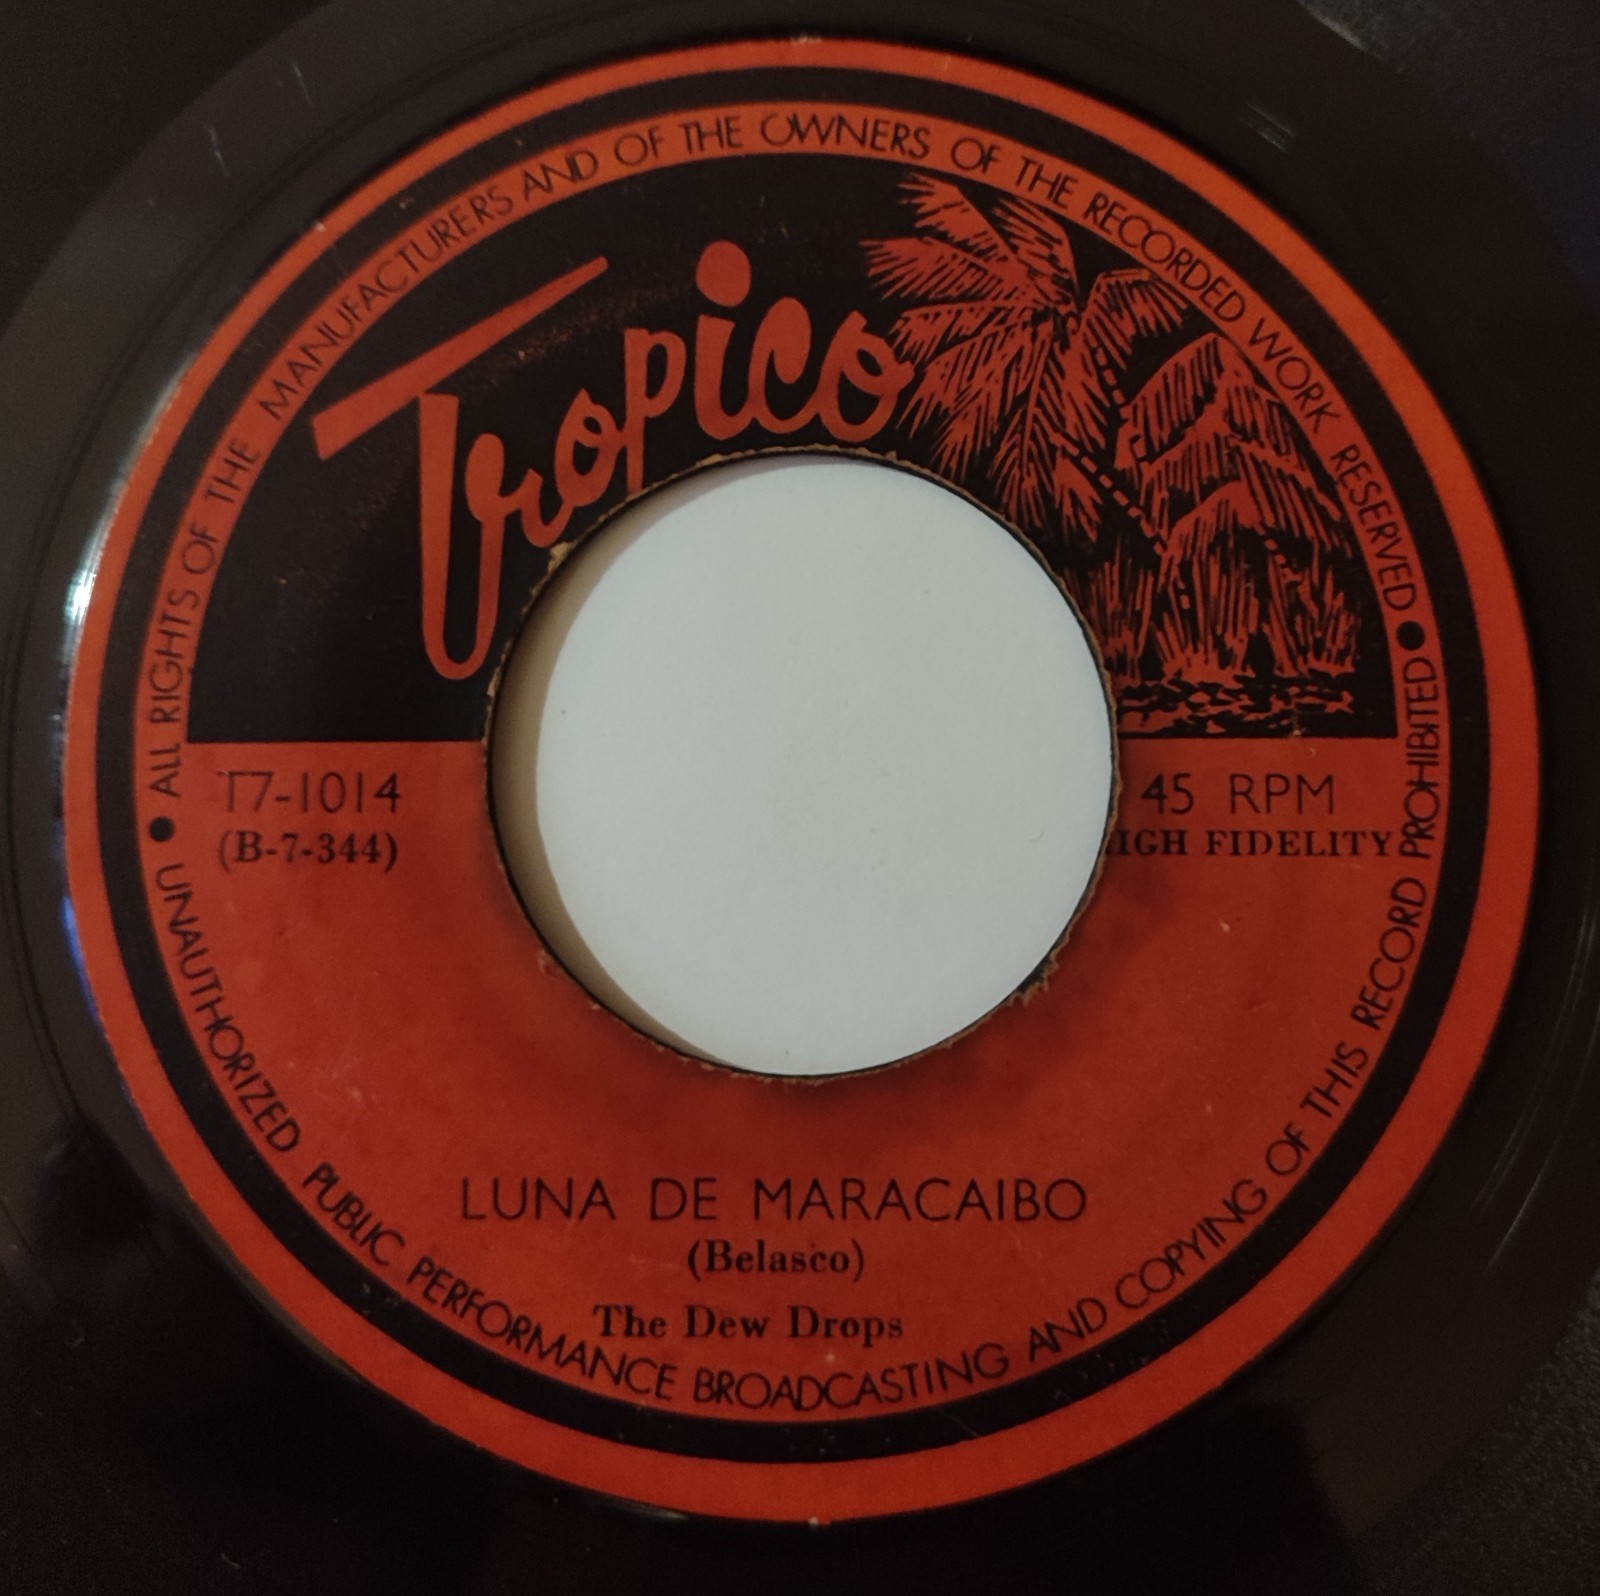 ● ALL RIGHTS OF THE MANUFACTURERS AND OF THE OWNERS OF THE RECORDED WORK RESERVED ●
Tropico
T7-1014
(B-7-344)
45 RPM
HIGH FIDELITY
LUNA DE MARACAIBO
(Belasco)
The Dew Drops
UNAUTHORIZED PUBLIC PERFORMANCE BROADCASTING AND COPYING OF THIS RECORD PROHIBITED